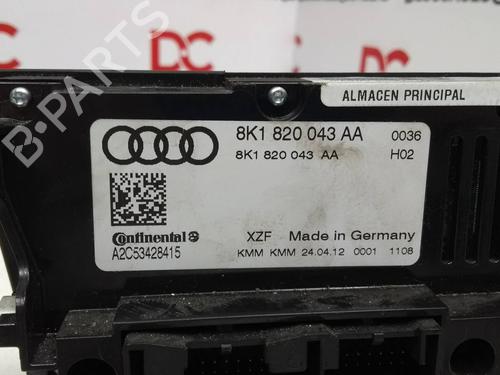 DC
DC
B-PARTS
ALMACEN PRINCIPAL
8K1 820 043 AA 0036
8K1 820 043 AA H02
Continental
XZF Made in Germany
A2C53428415
KMM KMM 24.04.12 0001 1108